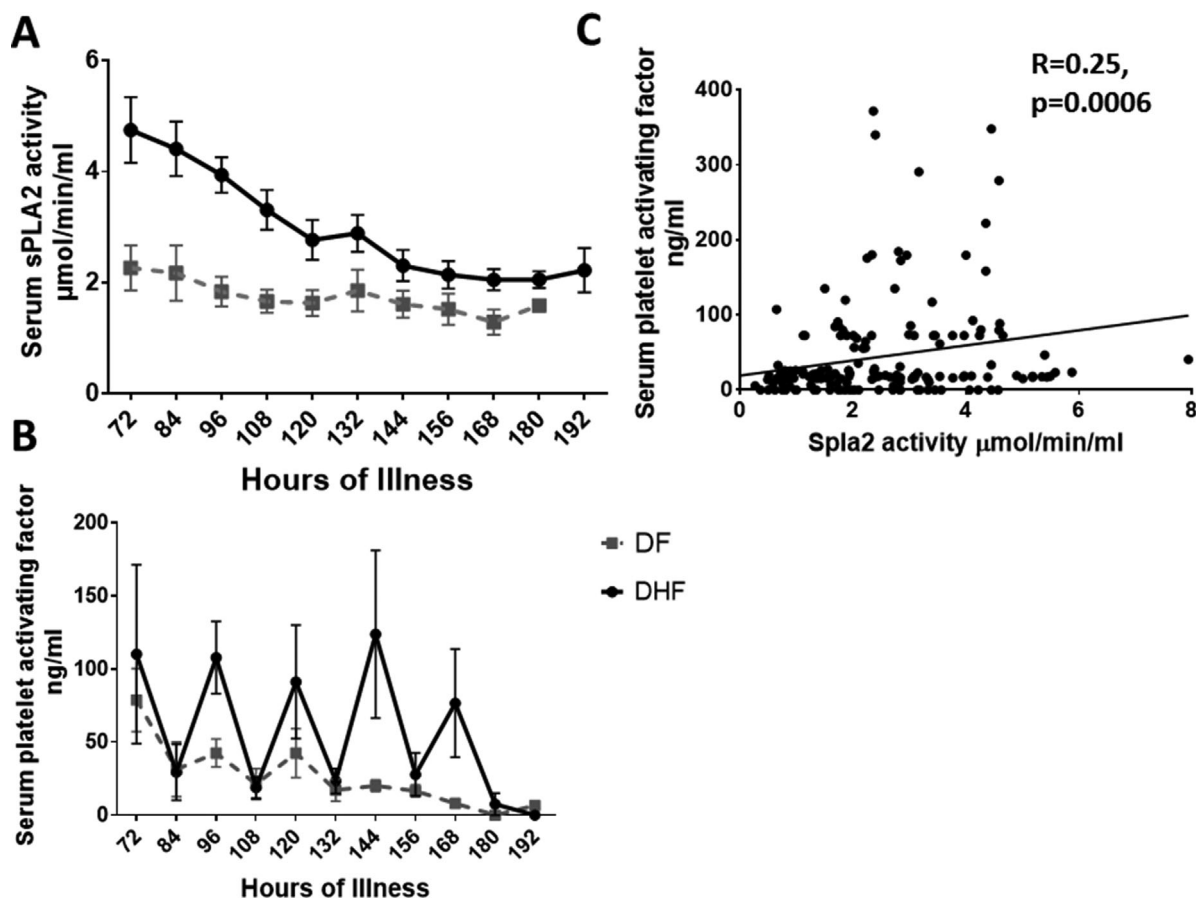 A
Serum sPLA2 activity
μmol/min/ml
6
4
2
0
72
84
96
108
120
132
144
156
168
180
192
Hours of Illness
B
Serum platelet activating factor
ng/ml
200
150
100
50
0
72
84
96
108
120
132
144
156
168
180
192
Hours of Illness
DF
DHF
C
R=0.25,
p=0.0006
Serum platelet activating factor
ng/ml
400
300
200
100
0
0 2 4 6 8
Spla2 activity μmol/min/ml